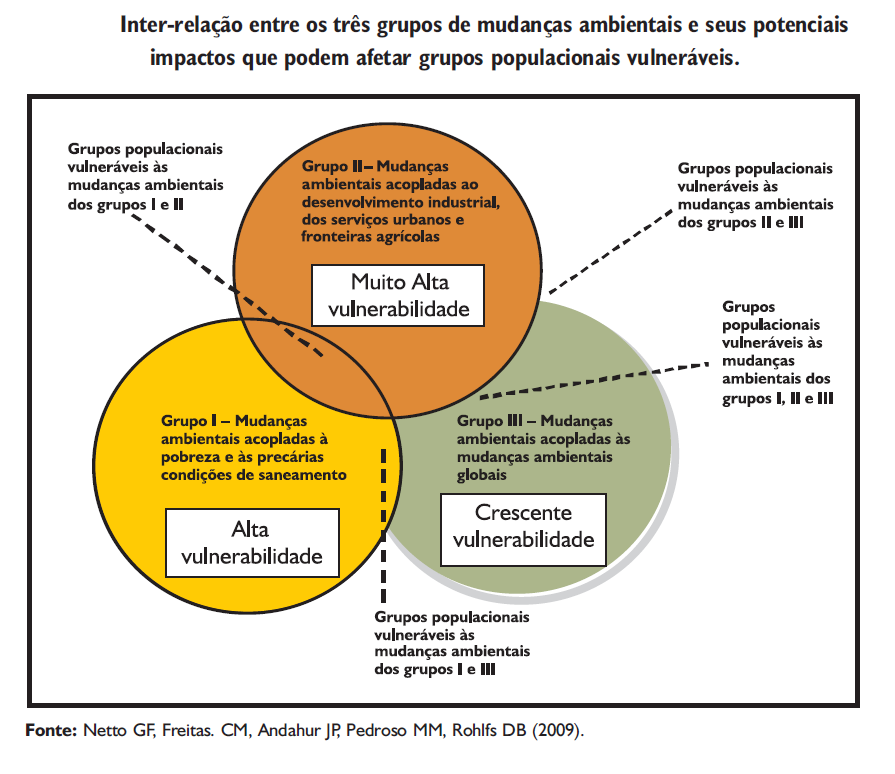 Inter-relação entre os três grupos de mudanças ambientais e seus potenciais
impactos que podem afetar grupos populacionais vulneráveis.
Grupos populacionais
vulneráveis às
mudanças ambientais
dos grupos I e II
Grupo II – Mudanças
ambientais acopladas ao
desenvolvimento industrial,
dos serviços urbanos e
fronteiras agrícolas
Muito Alta
vulnerabilidade
Grupos populacionais
vulneráveis às
mudanças ambientais
dos grupos II e III
Grupos
populacionais
vulneráveis às
mudanças
ambientais dos
grupos I, II e III
Grupo I – Mudanças
ambientais acopladas à
pobreza e às precárias
condições de saneamento
Alta
vulnerabilidade
Grupo III – Mudanças
ambientais acopladas às
mudanças ambientais
globais
Crescente
vulnerabilidade
Grupos populacionais
vulneráveis às
mudanças ambientais
dos grupos I e III
Fonte: Netto GF, Freitas. CM, Andahur JP, Pedroso MM, Rohlfs DB (2009).